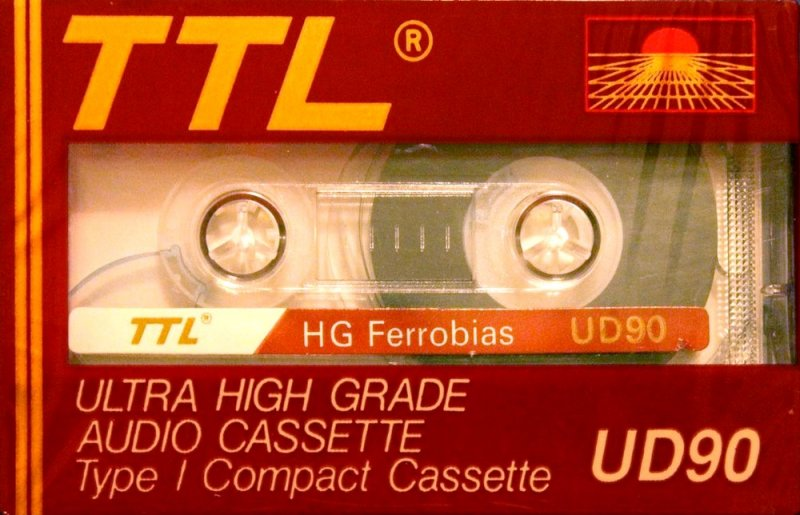 TTL®
TTL®
HG Ferrobias
UD90
ULTRA HIGH GRADE
AUDIO CASSETTE
Type I Compact Cassette
UD90